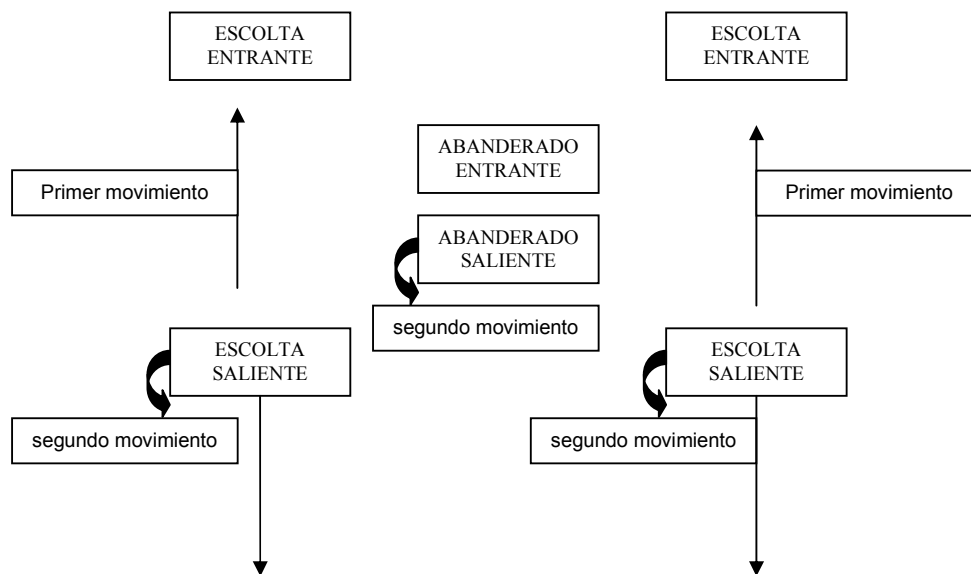 ESCOLTA
ENTRANTE
ESCOLTA
ENTRANTE
ABANDERADO
ENTRANTE
Primer movimiento
Primer movimiento
ABANDERADO
SALIENTE
segundo movimiento
ESCOLTA
SALIENTE
ESCOLTA
SALIENTE
segundo movimiento
segundo movimiento